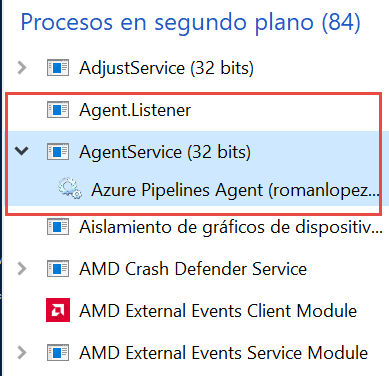 Procesos en segundo plano (84)
AdjustService (32 bits)
Agent.Listener
AgentService (32 bits)
Azure Pipelines Agent (romanlopez...
Aislamiento de gráficos de dispositiv...
AMD Crash Defender Service
AMD External Events Client Module
AMD External Events Service Module